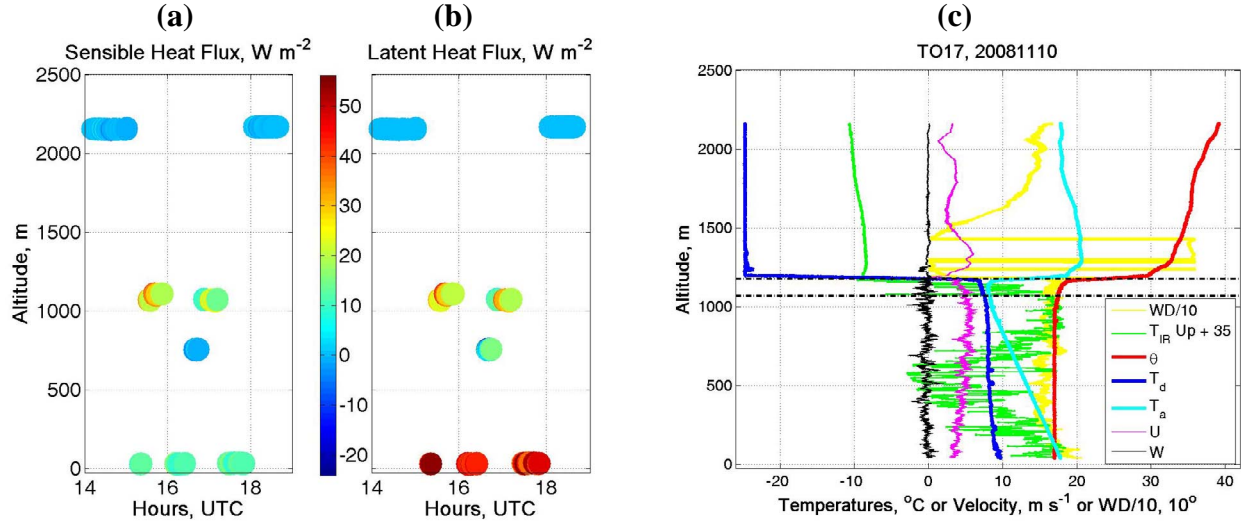 (a)
(b)
(c)
Sensible Heat Flux, W m⁻²
Latent Heat Flux, W m⁻²
TO17, 20081110
2500
2000
1500
1000
500
0
14
16
18
Altitude, m
Hours, UTC
50
40
30
20
10
0
-10
-20
14
16
18
Hours, UTC
2500
2000
1500
1000
500
0
Altitude, m
-20
-10
0
10
20
30
40
Temperatures, °C or Velocity, m s⁻¹ or WD/10, 10°
WD/10
T_IR Up + 35
θ
T_d
T_a
U
W